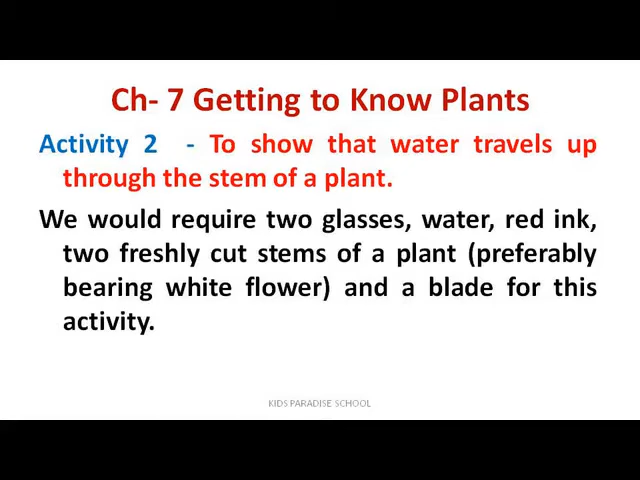 Ch- 7 Getting to Know Plants
Activity 2 - To show that water travels up
through the stem of a plant.
We would require two glasses, water, red ink,
two freshly cut stems of a plant (preferably
bearing white flower) and a blade for this
activity.
KIDS PARADISE SCHOOL